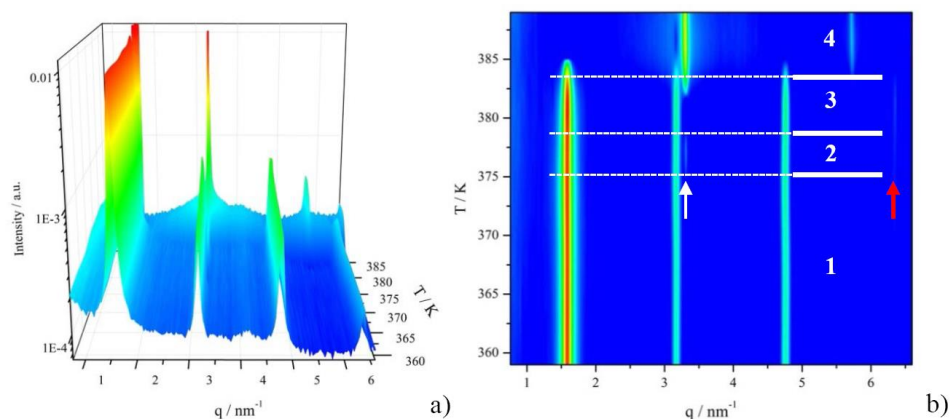 0.01
1E-3
1E-4
Intensity / a.u.
1 2 3 4 5 6
q / nm-1
360
365
370
375
380
385
T / K
a)
385
380
375
370
365
360
T / K
4
3
2
1
1 2 3 4 5 6
q / nm-1
b)